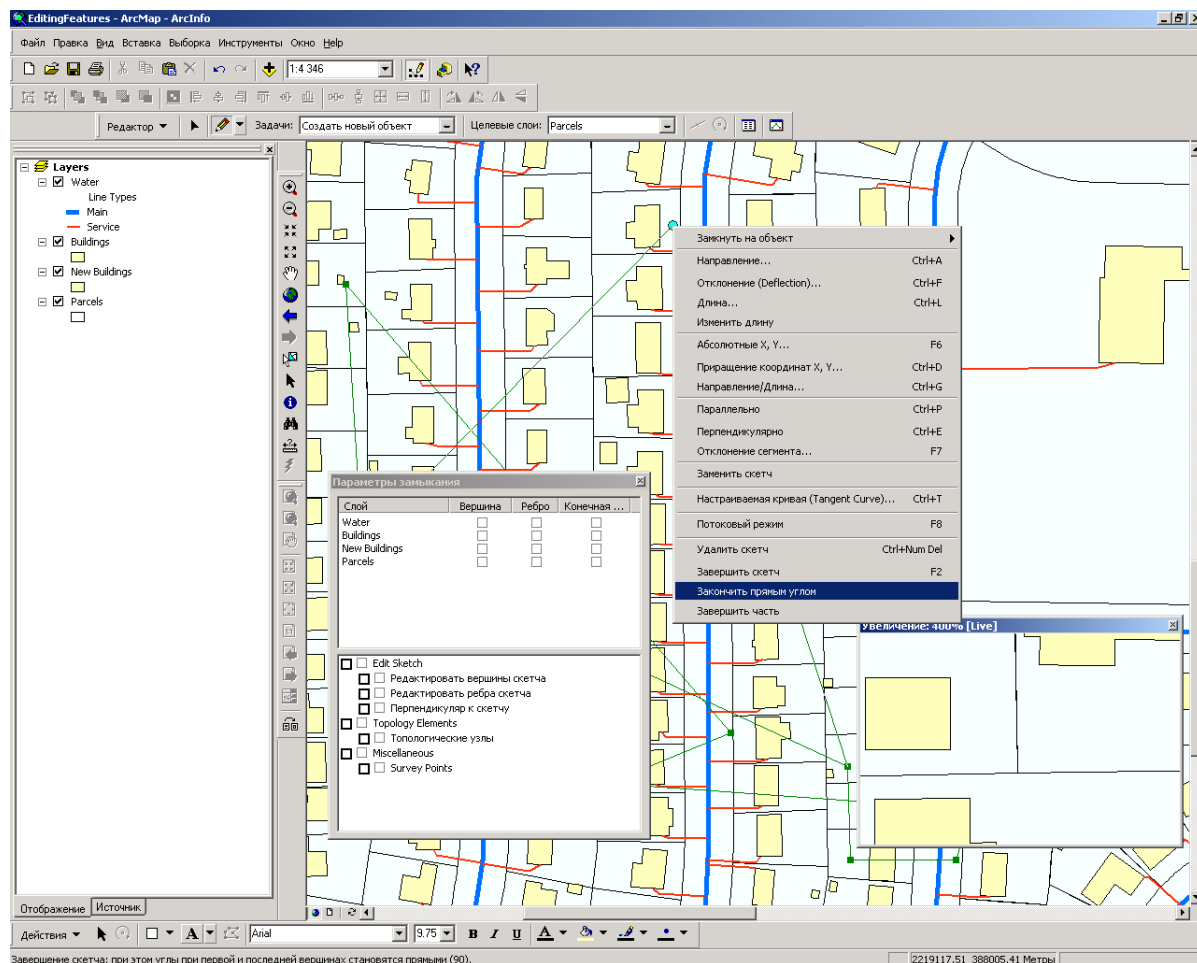 EditingFeatures - ArcMap - ArcInfo
Файл Правка Вид Вставка Выборка Инструменты Окно Help
1:4 346
Редактор Задачи: Создать новый объект Целевые слои: Parcels
Layers
Water
Line Types
Main
Service
Buildings
New Buildings
Parcels
Замкнуть на объект
Направление... Ctrl+A
Отклонение (Deflection)... Ctrl+F
Длина... Ctrl+L
Изменить длину
Абсолютные X, Y... F6
Приращение координат X, Y... Ctrl+D
Направление/Длина... Ctrl+G
Параллельно Ctrl+P
Перпендикулярно Ctrl+E
Отклонение сегмента... F7
Заменить скетч
Настраиваемая кривая (Tangent Curve)... Ctrl+T
Потоковый режим F8
Удалить скетч Ctrl+Num Del
Завершить скетч F2
Закончить прямым углом
Завершить часть
Параметры замыкания
Слой Вершина Ребро Конечная ...
Water
Buildings
New Buildings
Parcels
Edit Sketch
Редактировать вершины скетча
Редактировать ребра скетча
Перпендикуляр к скетчу
Topology Elements
Топологические узлы
Miscellaneous
Survey Points
Увеличение: 400% [Live]
Отображение Источник
Действия A Arial 9.75 B I U A
Завершение скетча: при этом углы при первой и последней вершинах становятся прямыми (90). 2219117.51 388005.41 Метры